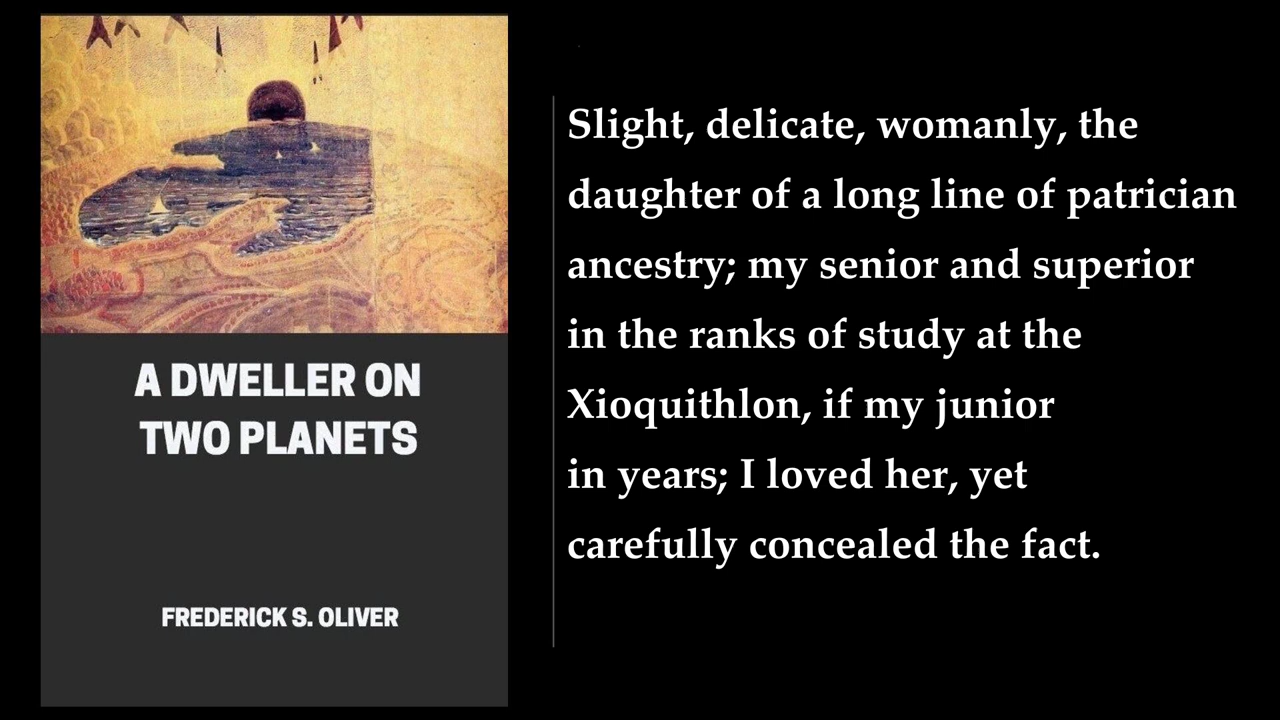 A DWELLER ON
TWO PLANETS
FREDERICK S. OLIVER
Slight, delicate, womanly, the
daughter of a long line of patrician
ancestry; my senior and superior
in the ranks of study at the
Xioquithlon, if my junior
in years; I loved her, yet
carefully concealed the fact.